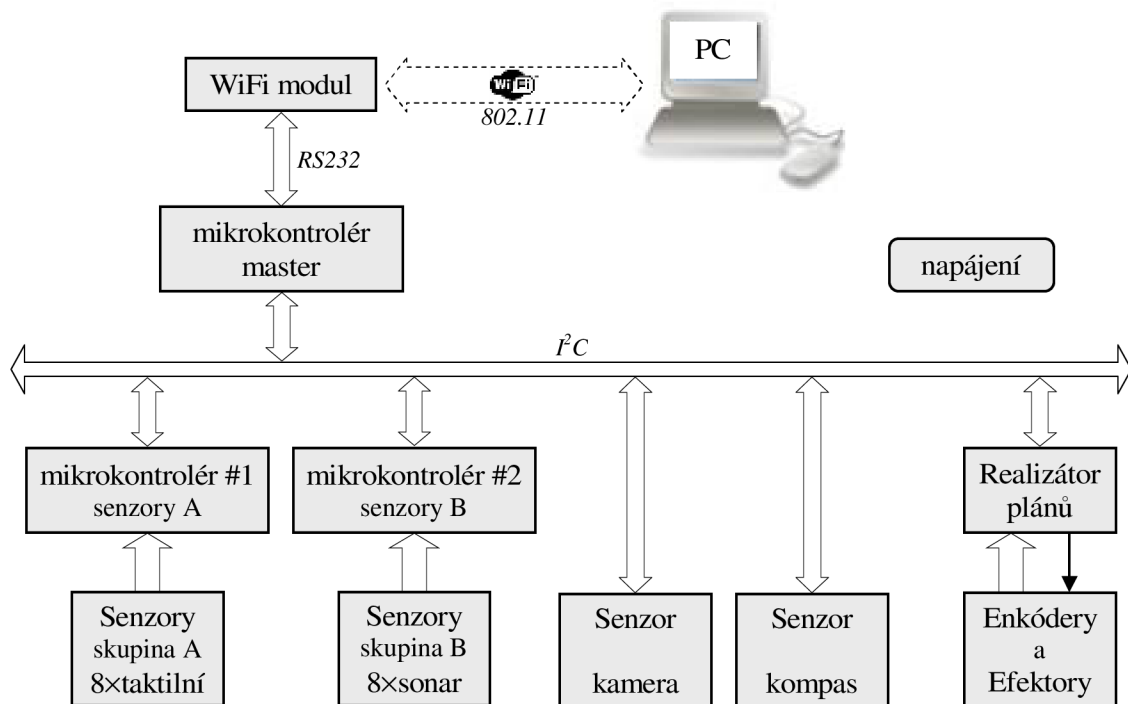 PC
WiFi modul
WiFi
802.11
RS232
mikrokontrolér
master
napájení
I²C
mikrokontrolér #1
senzory A
mikrokontrolér #2
senzory B
Realizátor
plánů
Senzory
skupina A
8×taktilní
Senzory
skupina B
8×sonar
Senzor
kamera
Senzor
kompas
Enkódery
a
Efektory